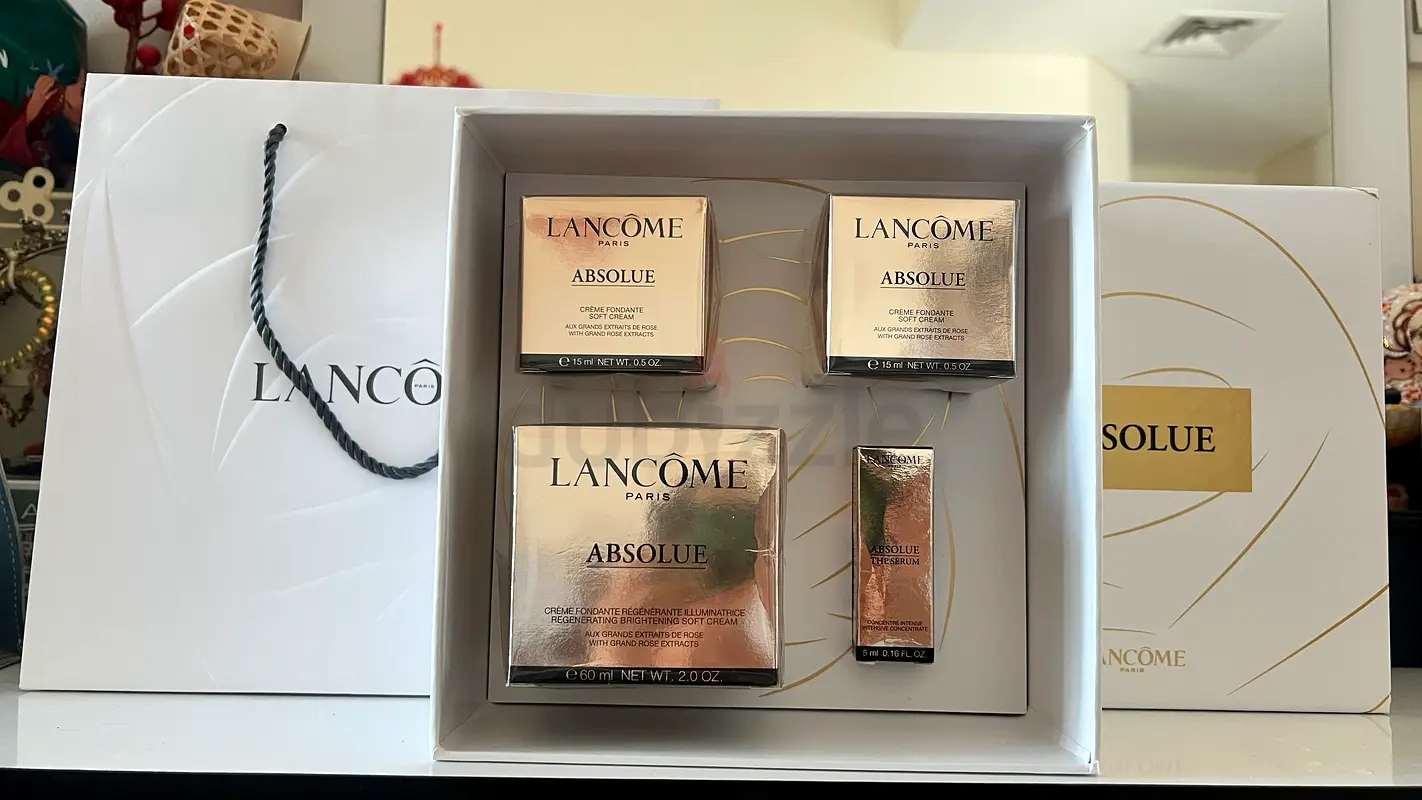 LANCÔ
PARIS
LANCÔME
PARIS
ABSOLUE
CRÈME FONDANTE
SOFT CREAM
AUX GRANDS EXTRAITS DE ROSE
WITH GRAND ROSE EXTRACTS
℮ 15 ml NET WT. 0.5 OZ.
LANCÔME
PARIS
ABSOLUE
CRÈME FONDANTE
SOFT CREAM
AUX GRANDS EXTRAITS DE ROSE
WITH GRAND ROSE EXTRACTS
℮ 15 ml NET WT. 0.5 OZ.
dubizzle
LANCÔME
PARIS
ABSOLUE
CRÈME FONDANTE RÉGÉNÉRANTE ILLUMINATRICE
REGENERATING BRIGHTENING SOFT CREAM
AUX GRANDS EXTRAITS DE ROSE
WITH GRAND ROSE EXTRACTS
℮ 60 ml NET WT. 2.0 OZ.
LANCÔME
ABSOLUE
THE SERUM
CONCENTRÉ INTENSIF
INTENSIVE CONCENTRATE
5 ml 0.16 FL. OZ.
SOLUE
ANCÔME
PARIS